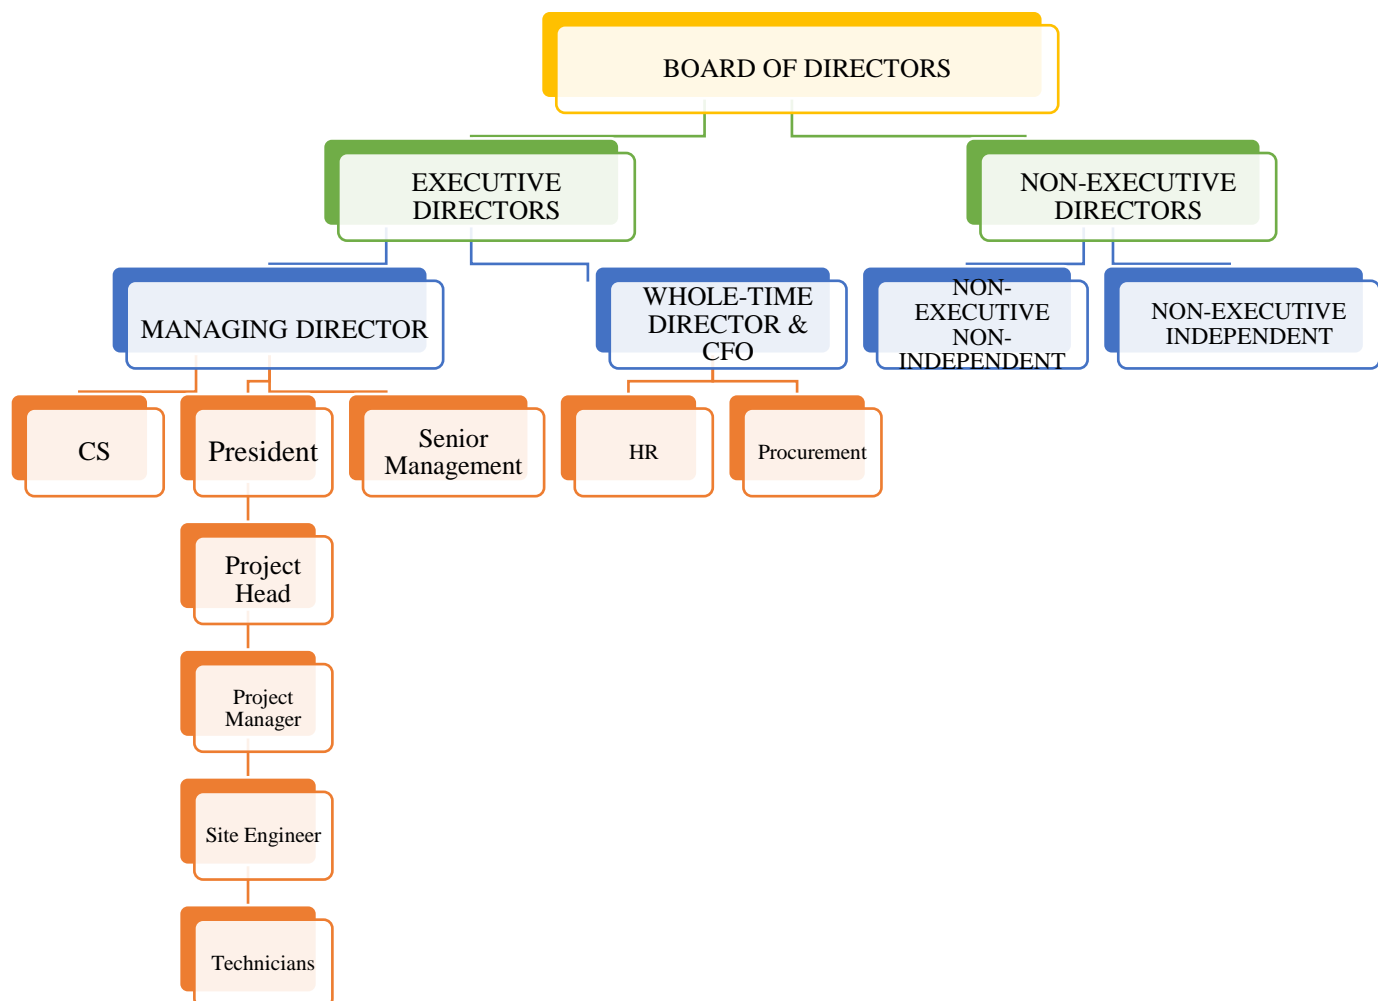 BOARD OF DIRECTORS
EXECUTIVE
DIRECTORS
NON-EXECUTIVE
DIRECTORS
MANAGING DIRECTOR
WHOLE-TIME
DIRECTOR &
CFO
NON-
EXECUTIVE
NON-
INDEPENDENT
NON-EXECUTIVE
INDEPENDENT
CS
President
Senior
Management
HR
Procurement
Project
Head
Project
Manager
Site Engineer
Technicians